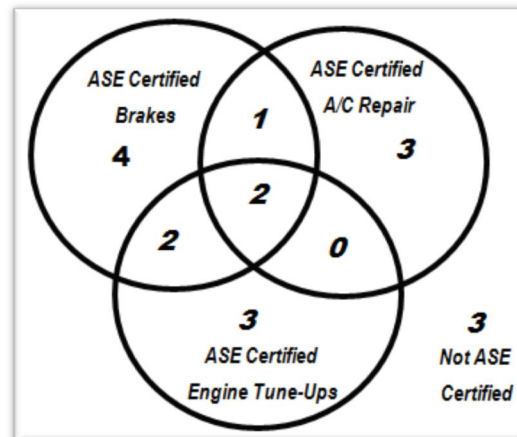 ASE Certified
Brakes
4
1
ASE Certified
A/C Repair
3
2
2
0
3
ASE Certified
Engine Tune-Ups
3
Not ASE
Certified